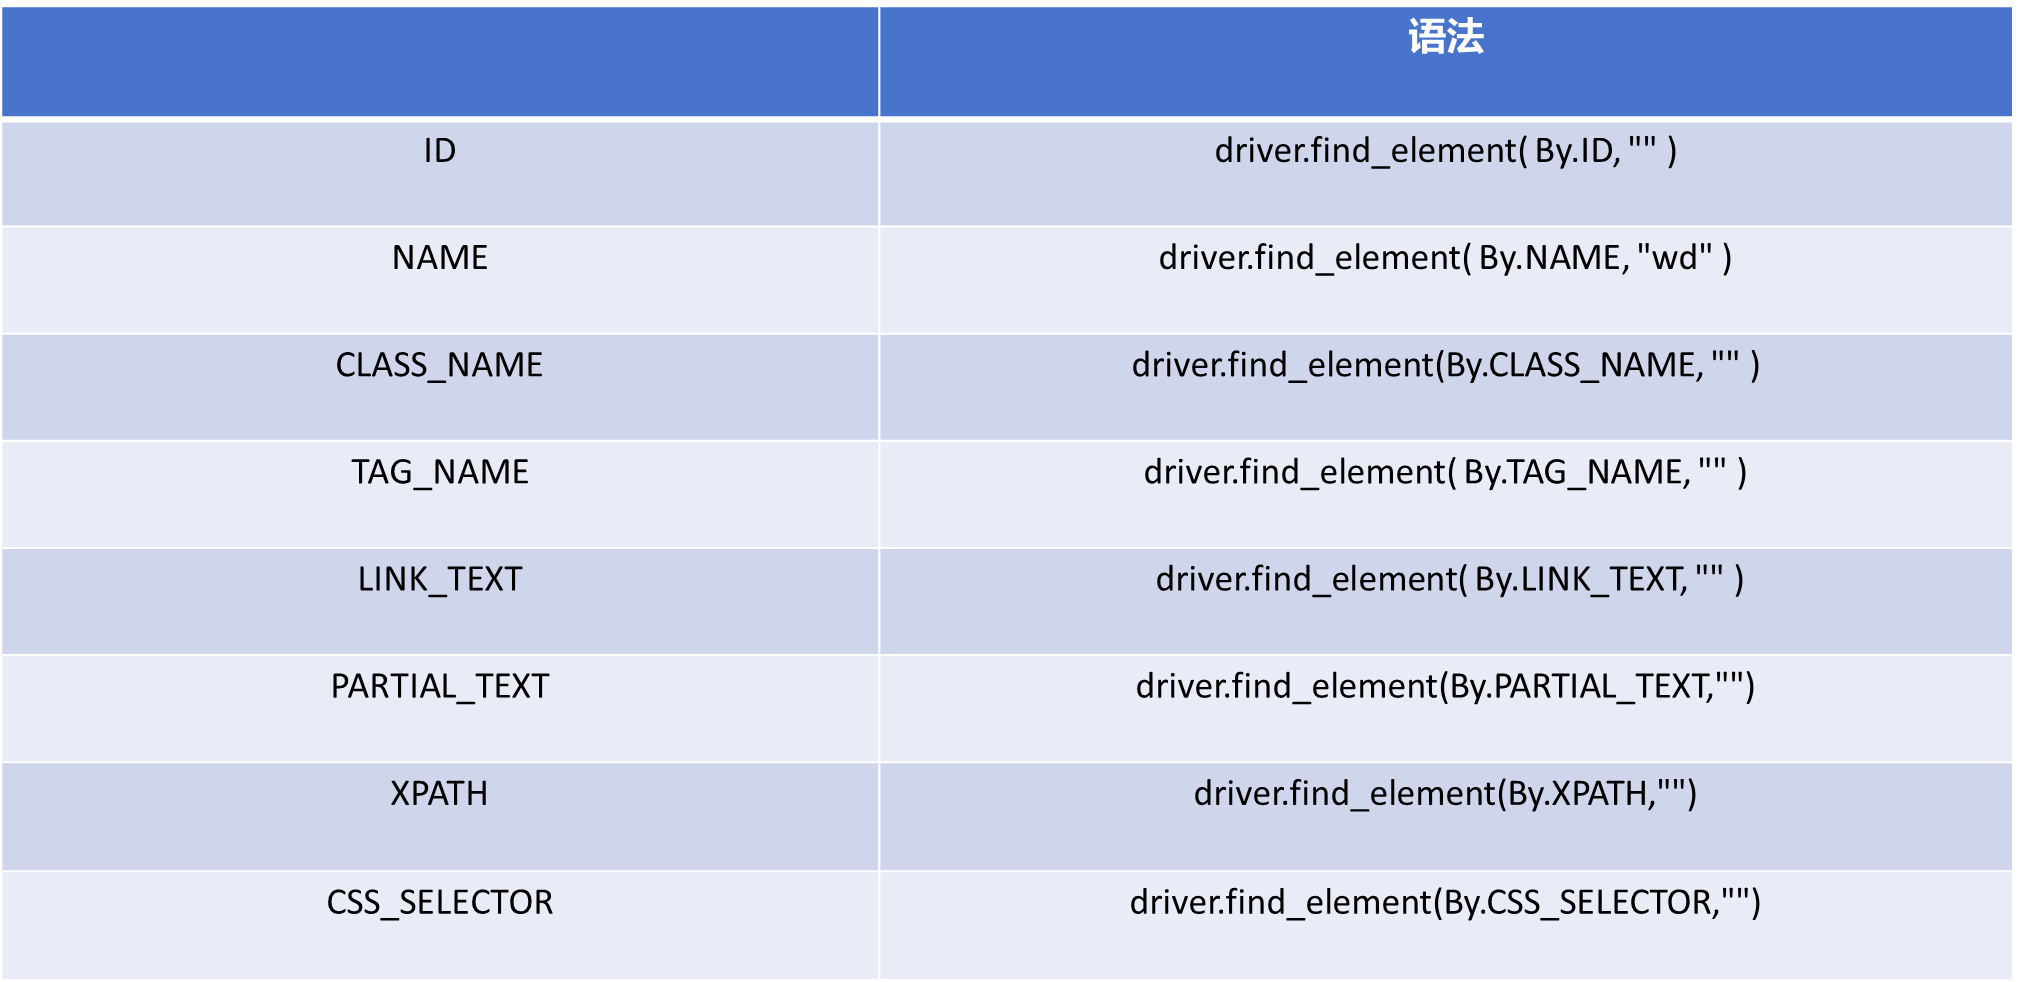 语法
ID
driver.find_element( By.ID, "" )
NAME
driver.find_element( By.NAME, "wd" )
CLASS_NAME
driver.find_element(By.CLASS_NAME, "" )
TAG_NAME
driver.find_element( By.TAG_NAME, "" )
LINK_TEXT
driver.find_element( By.LINK_TEXT, "" )
PARTIAL_TEXT
driver.find_element(By.PARTIAL_TEXT,"")
XPATH
driver.find_element(By.XPATH,"")
CSS_SELECTOR
driver.find_element(By.CSS_SELECTOR,"")